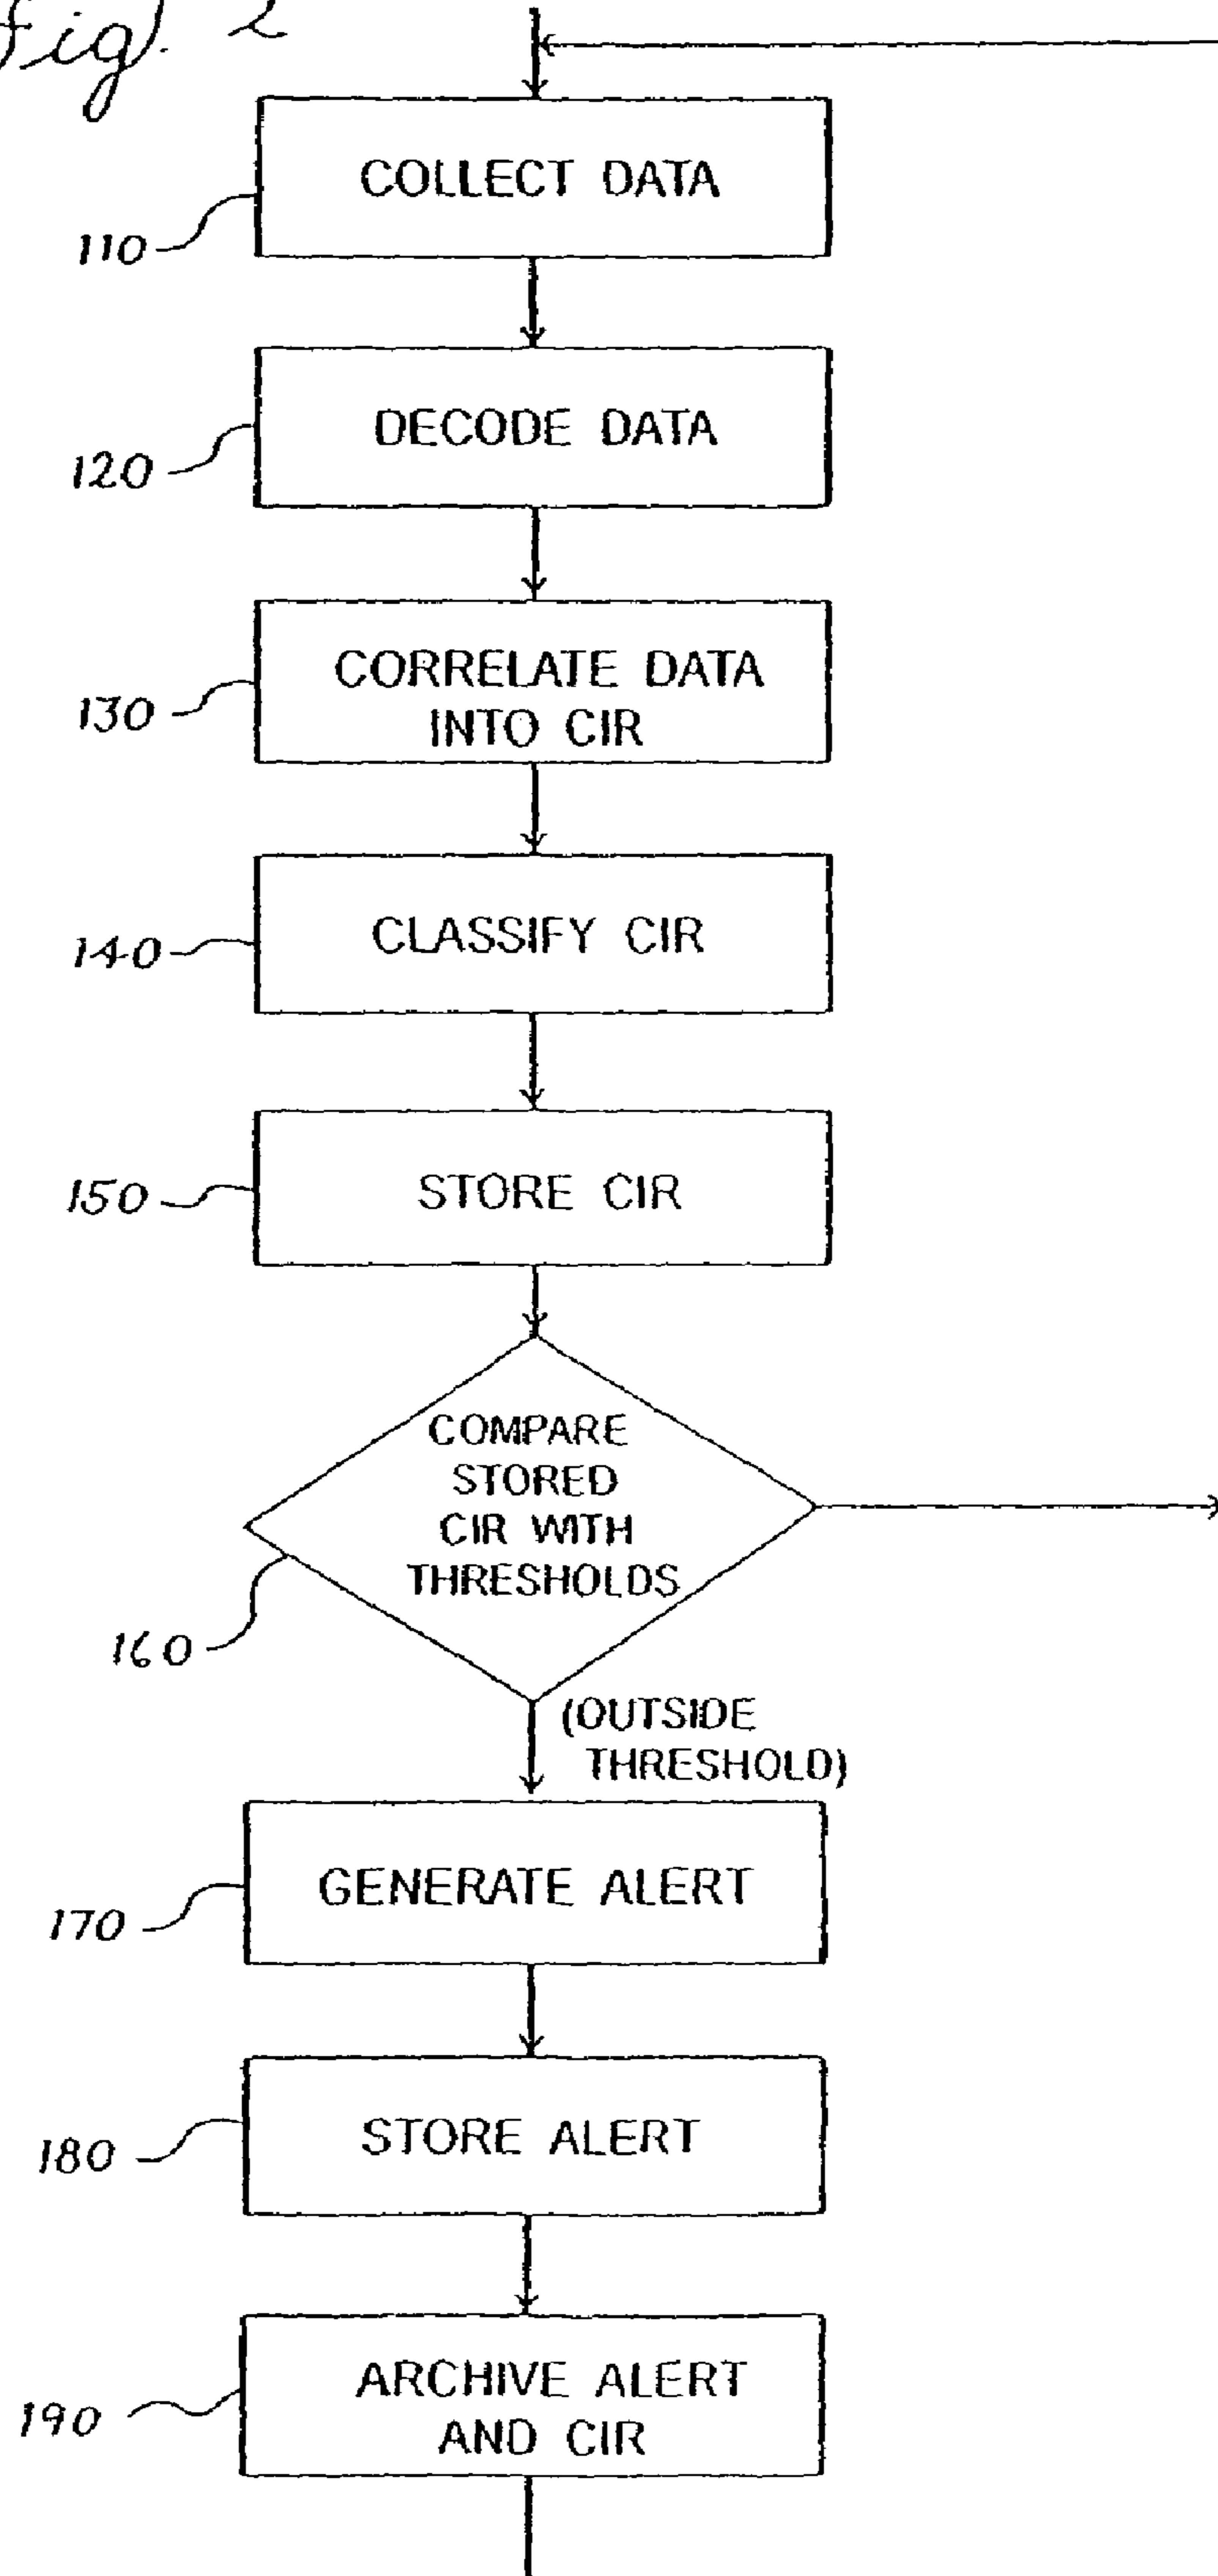 Fig. 2
COLLECT DATA
110
DECODE DATA
120
CORRELATE DATA
INTO CIR
130
CLASSIFY CIR
140
STORE CIR
150
COMPARE
STORED
CIR WITH
THRESHOLDS
160
(OUTSIDE
THRESHOLD)
GENERATE ALERT
170
STORE ALERT
180
ARCHIVE ALERT
AND CIR
190